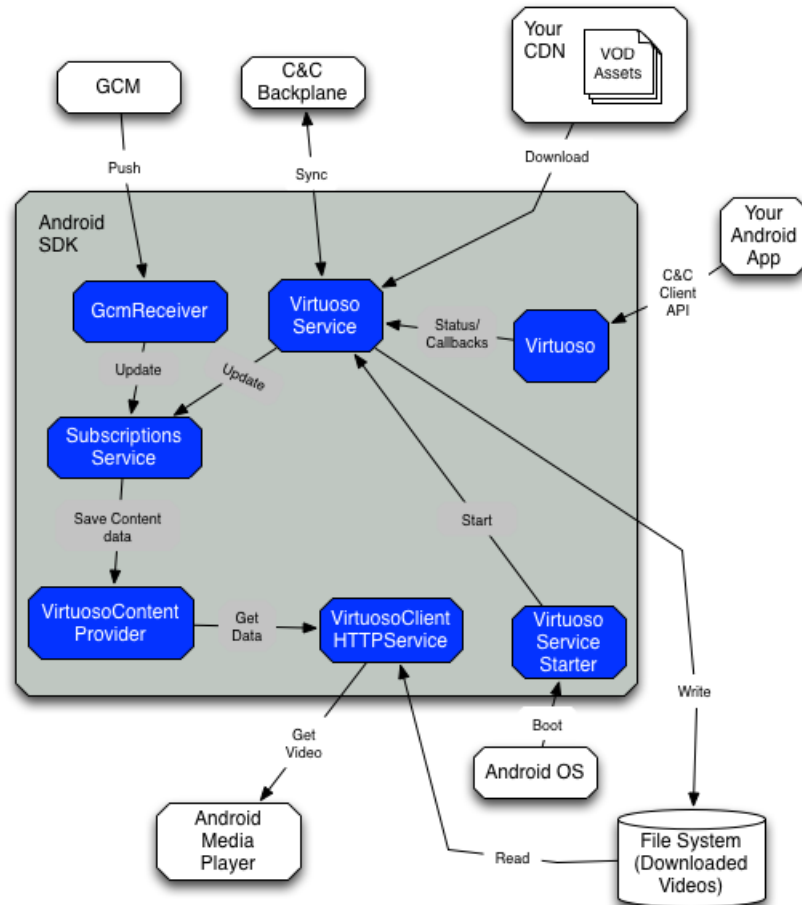 Your
CDN
VOD
Assets
GCM
C&C
Backplane
Push
Sync
Download
Android
SDK
Your
Android
App
C&C
Client
API
GcmReceiver
Virtuoso
Service
Status/
Callbacks
Virtuoso
Update
Update
Subscriptions
Service
Save Content
data
Start
VirtuosoContent
Provider
Get
Data
VirtuosoClient
HTTPService
Virtuoso
Service
Starter
Write
Get
Video
Boot
Android OS
Android
Media
Player
Read
File System
(Downloaded
Videos)